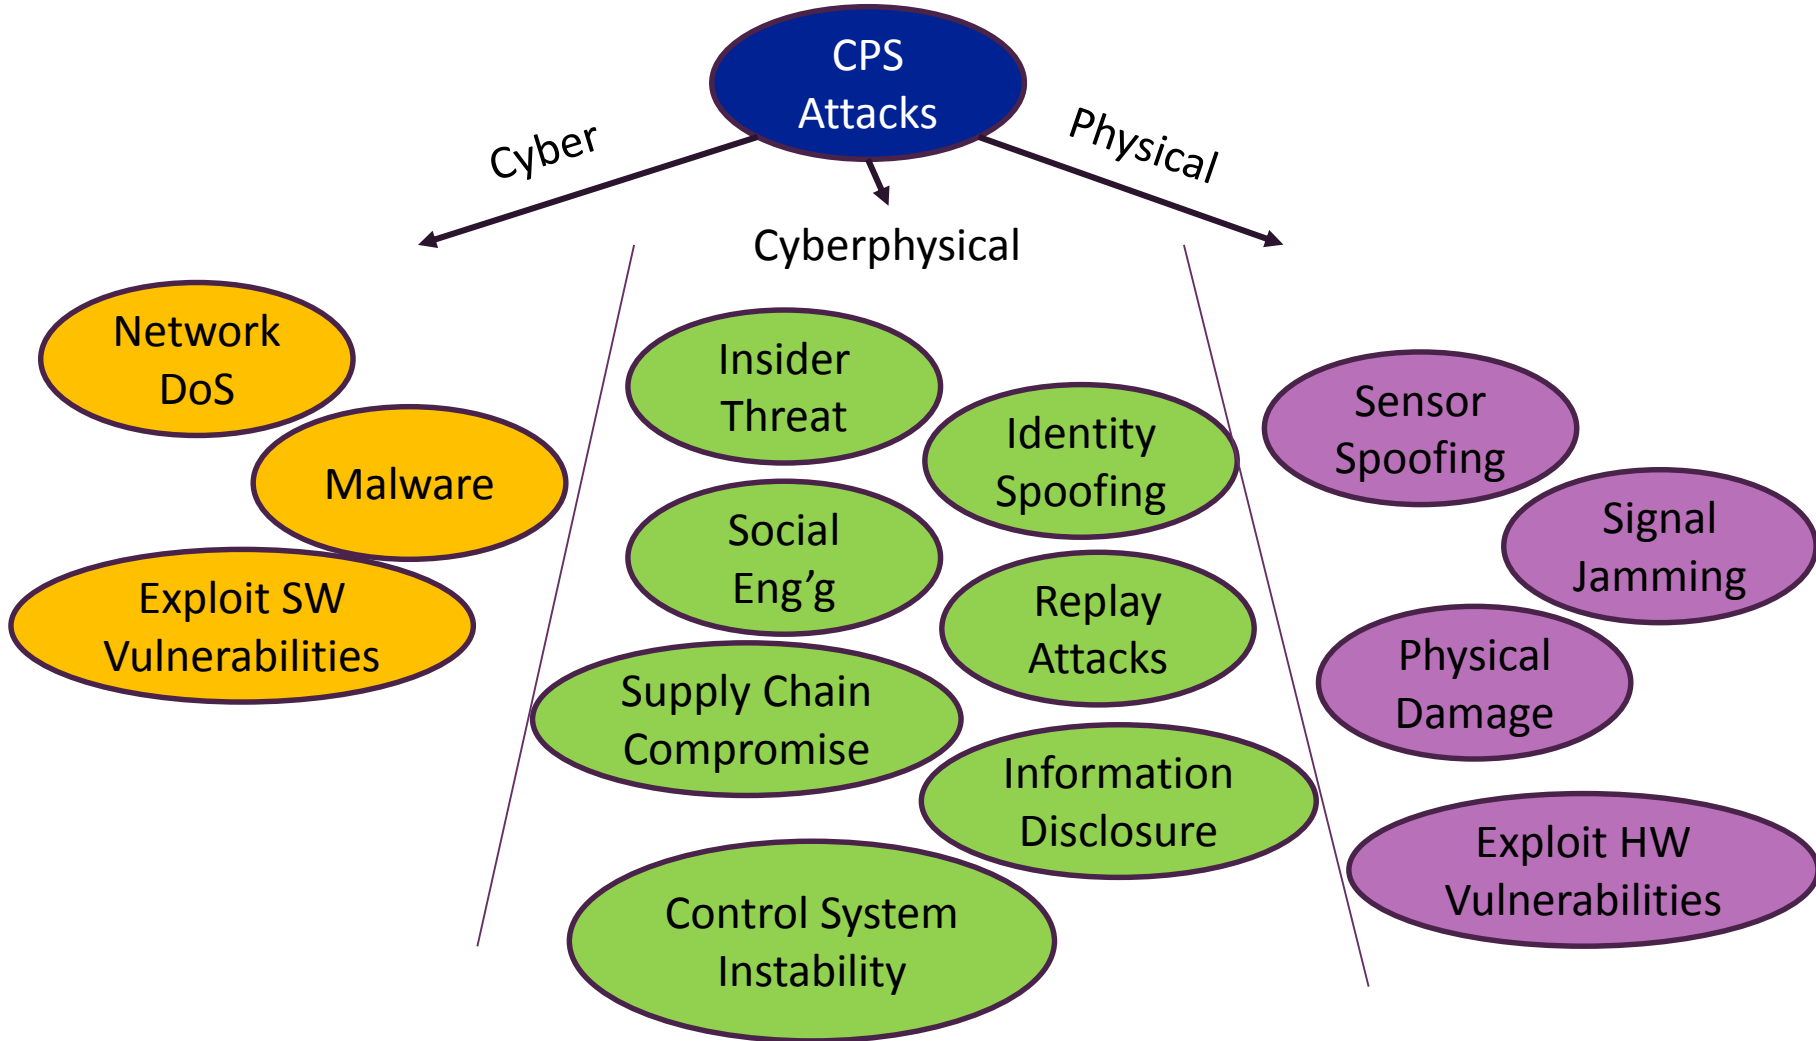 CPS
Attacks
Cyber
Physical
Cyberphysical
Network
DoS
Malware
Exploit SW
Vulnerabilities
Insider
Threat
Identity
Spoofing
Social
Eng’g
Replay
Attacks
Supply Chain
Compromise
Information
Disclosure
Control System
Instability
Sensor
Spoofing
Signal
Jamming
Physical
Damage
Exploit HW
Vulnerabilities